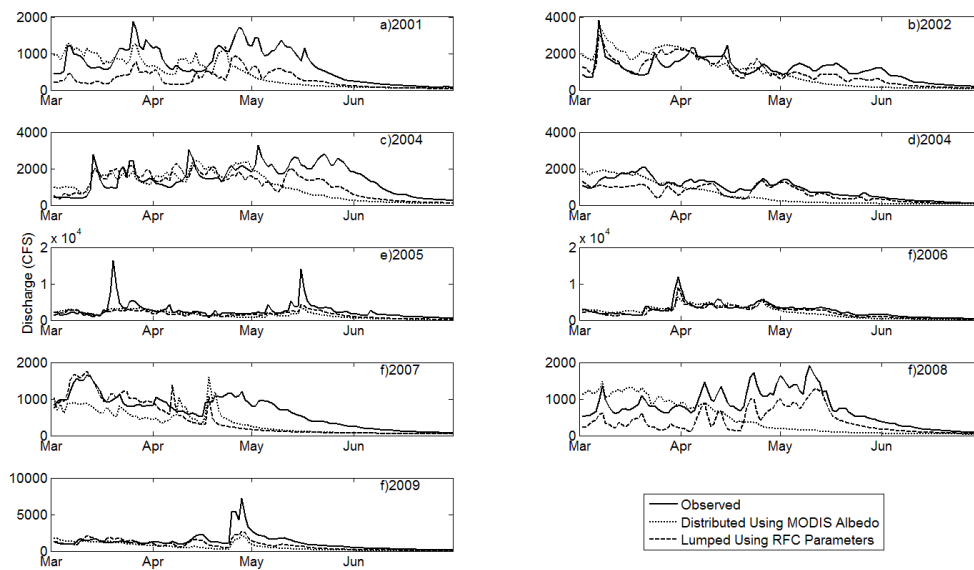 a)2001
2000
1000
0
Mar Apr May Jun
b)2002
4000
2000
0
Mar Apr May Jun
c)2004
4000
2000
0
Mar Apr May Jun
d)2004
4000
2000
0
Mar Apr May Jun
Discharge (CFS)
x 10^4
e)2005
2
1
0
Mar Apr May Jun
x 10^4
f)2006
2
1
0
Mar Apr May Jun
f)2007
2000
1000
0
Mar Apr May Jun
f)2008
2000
1000
0
Mar Apr May Jun
f)2009
10000
5000
0
Mar Apr May Jun
Observed
Distributed Using MODIS Albedo
Lumped Using RFC Parameters